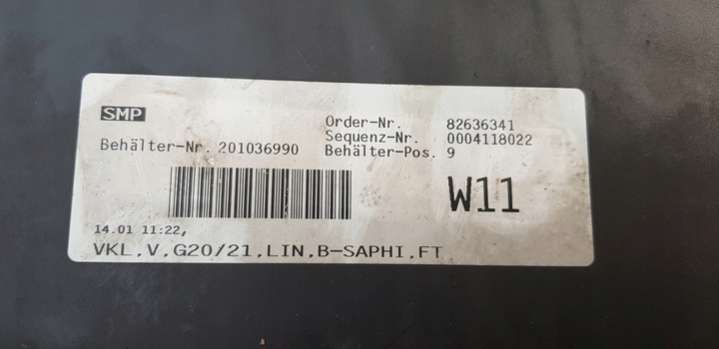 SMP
Order-Nr. 82636341
Sequenz-Nr. 0004118022
Behälter-Nr. 201036990 Behälter-Pos. 9
W11
14.01 11:22,
VKL,V,G20/21,LIN,B-SAPHI,FT